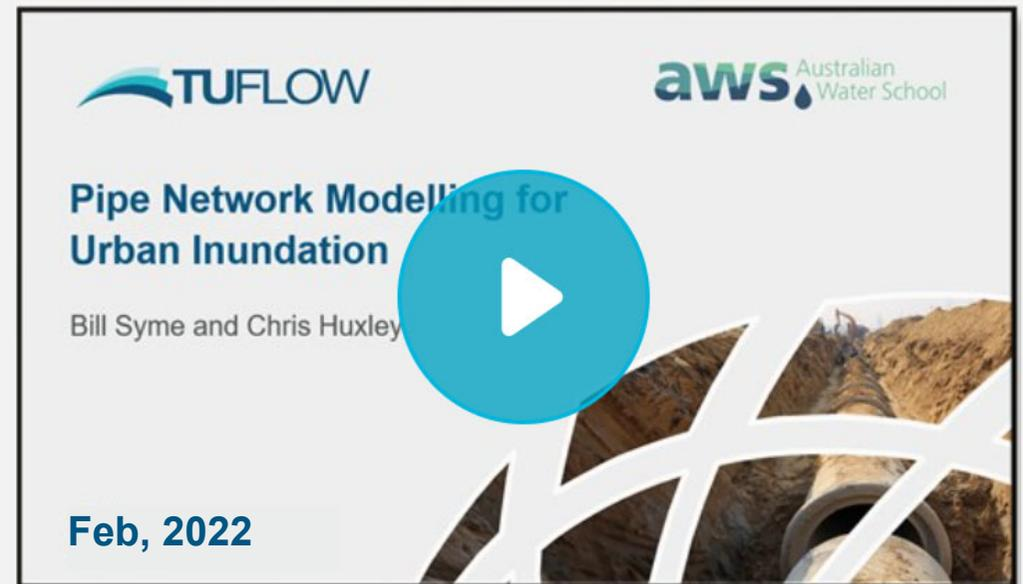 TUFLOW
aws Australian
Water School
Pipe Network Modelling for
Urban Inundation
Bill Syme and Chris Huxley
Feb, 2022